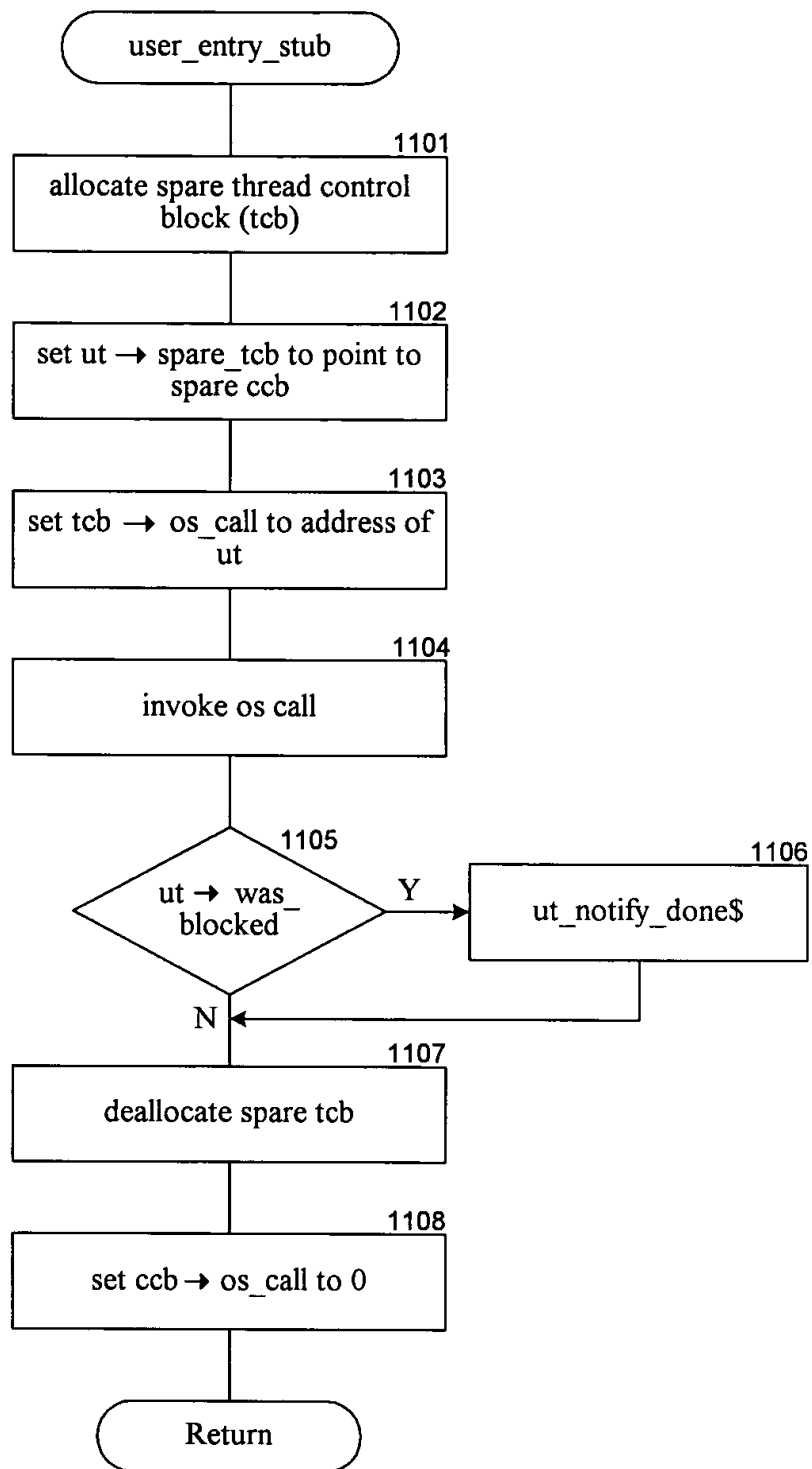 user_entry_stub
1101
allocate spare thread control
block (tcb)
1102
set ut → spare_tcb to point to
spare ccb
1103
set tcb → os_call to address of
ut
1104
invoke os call
1105
ut → was_
blocked
Y
1106
ut_notify_done$
N
1107
deallocate spare tcb
1108
set ccb → os_call to 0
Return